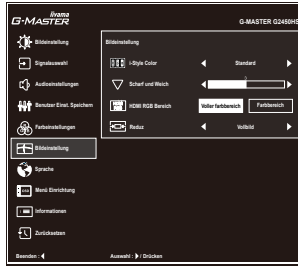 iiyama
G-MASTER
G-MASTER G2450HS
Bildeinstellung
Signalauswahl
Audioeinstellungen
Benutzer Einst. Speichern
Farbeinstellungen
Bildeinstellung
Sprache
Menü Einrichtung
Informationen
Zurücksetzen
Bildeinstellung
i-Style Color
Standard
Scharf und Weich
HDMI RGB Bereich
Voller farbbereich
Farbbereich
Reduz
Vollbild
Beenden :
Auswahl : / Drücken